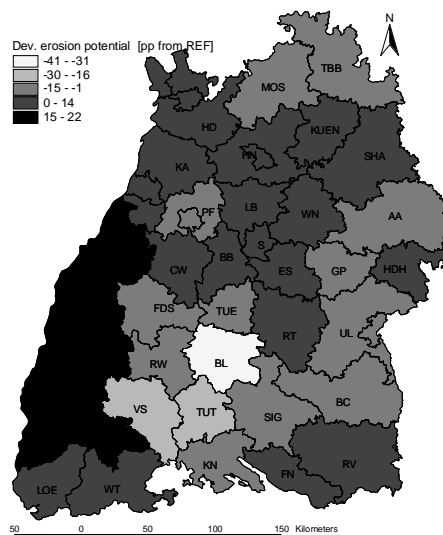 Dev. erosion potential [pp from REF]
-41 - -31
-30 - -16
-15 - -1
0 - 14
15 - 22
N
TBB
MOS
HD
KUEN
HN
SHA
KA
PF
LB
WN
AA
S
BB
CW
ES
GP
HDH
FDS
TUE
RT
UL
RW
BL
VS
TUT
SIG
BC
KN
FN
RV
LOE
WT
50 0 50 100 150 Kilometers